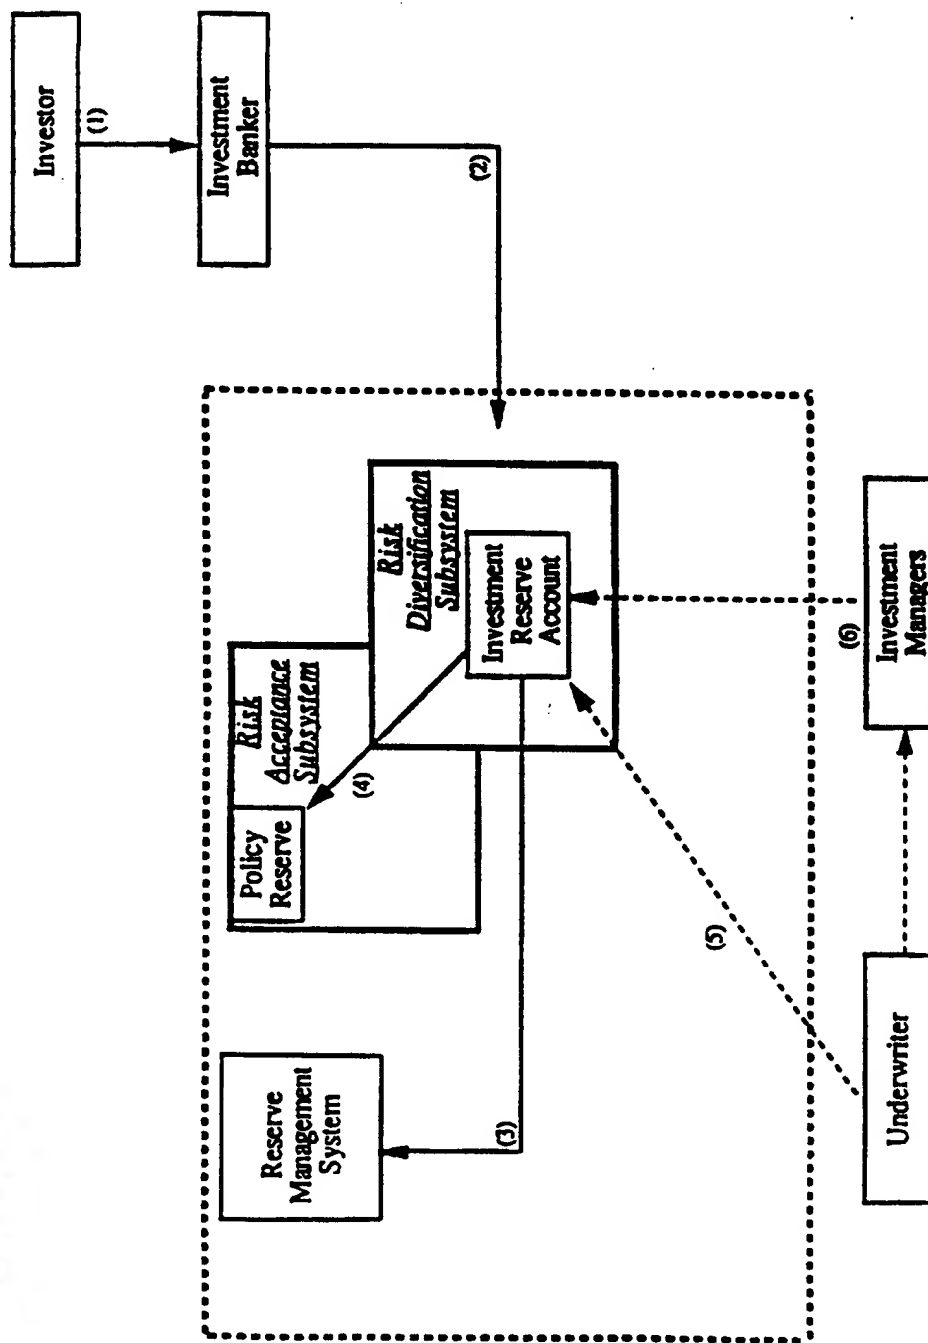 Investor
(1)
Investment
Banker
(2)
Risk
Diversification
Subsystem
Investment
Reserve
Account
Risk
Acceptance
Subsystem
Policy
Reserve
(4)
Reserve
Management
System
(3)
(5)
(6)
Investment
Managers
Underwriter